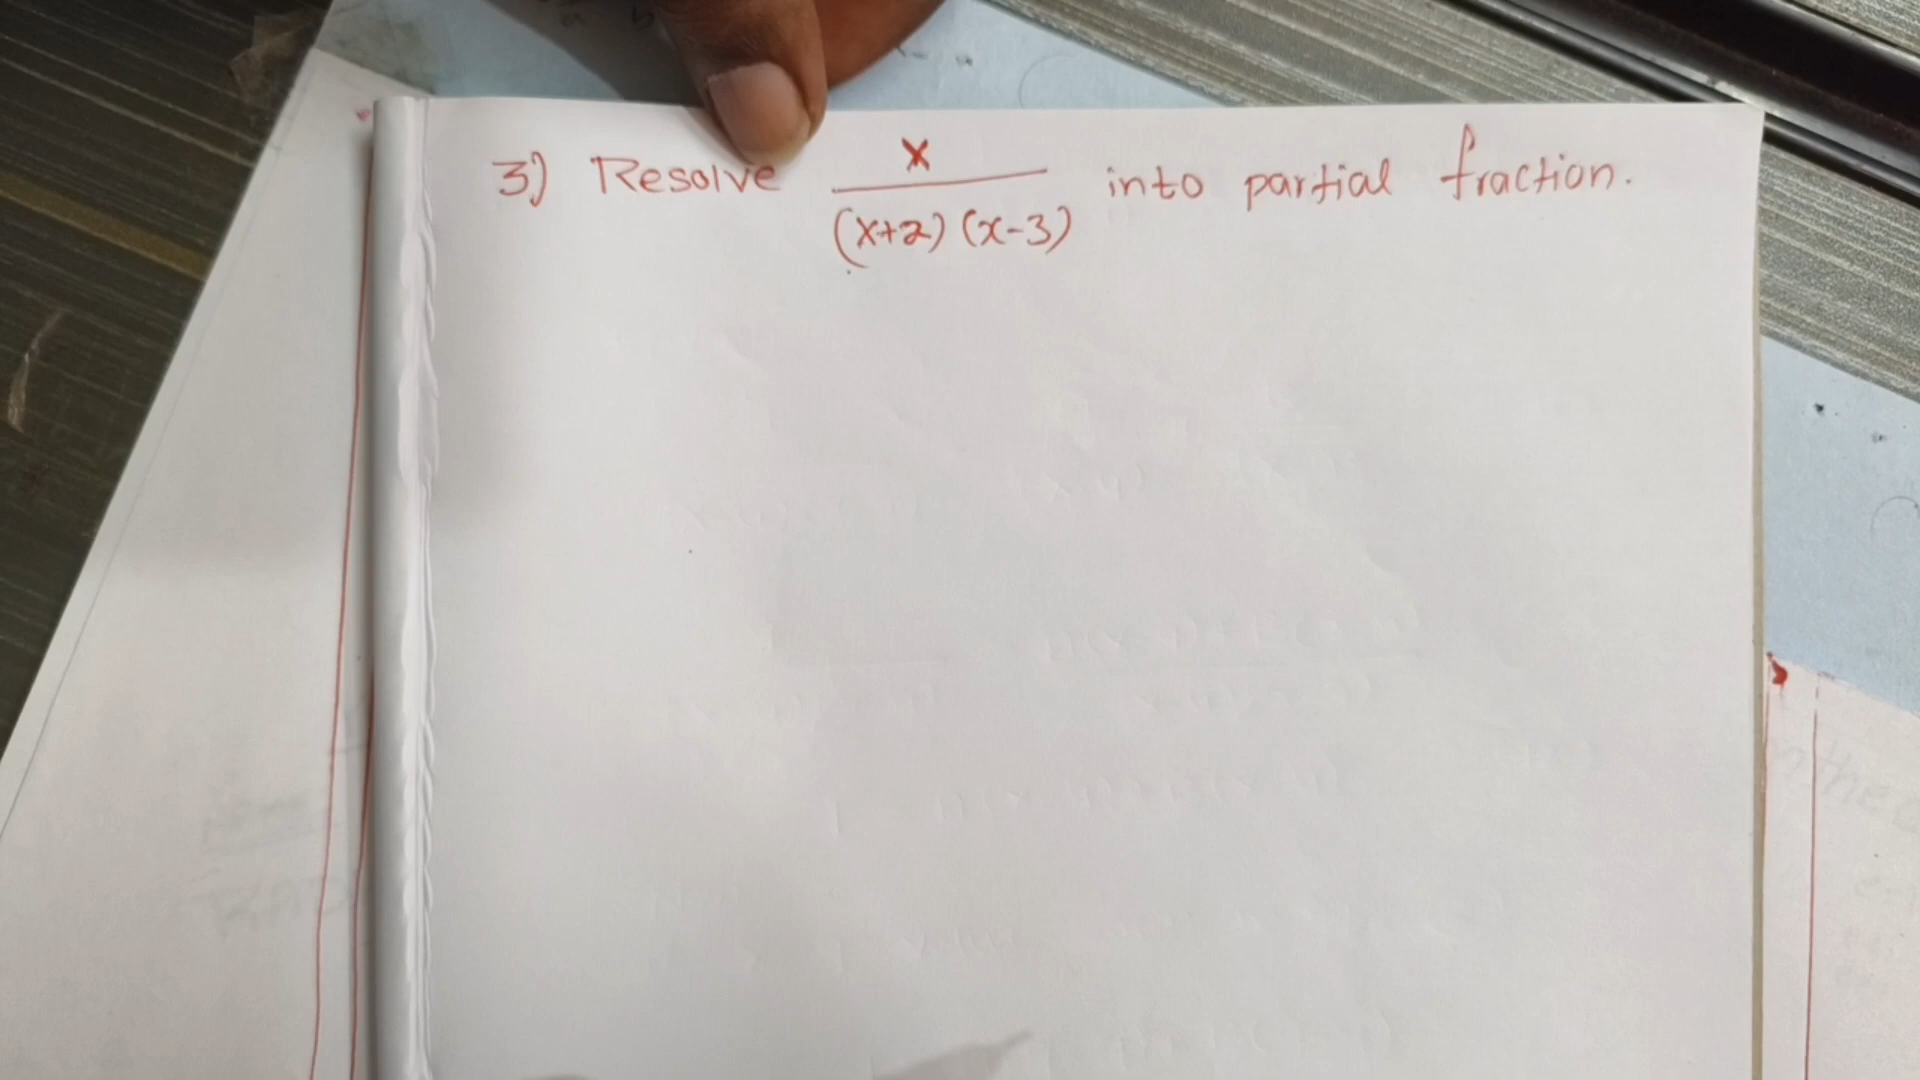 3) Resolve x/((x+2)(x-3)) into partial fraction.